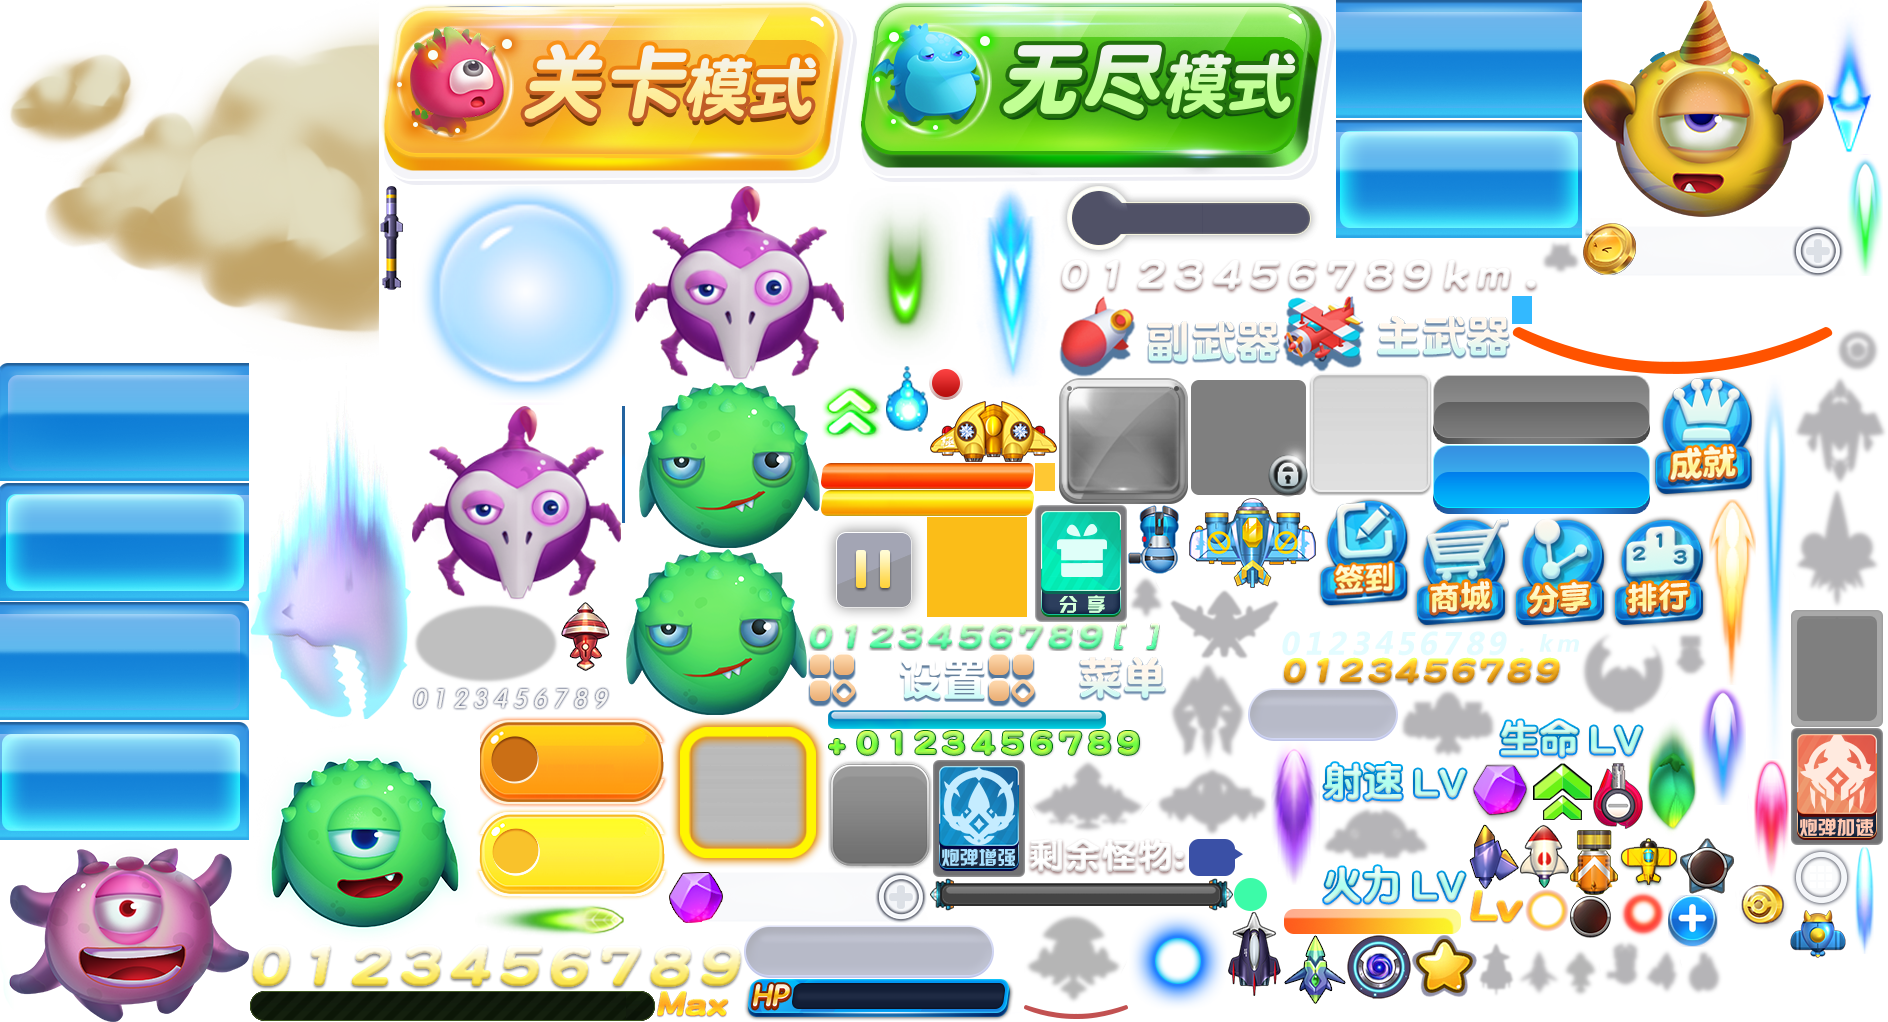 关卡模式
无尽模式
0123456789km.
副武器
主武器
成就
签到
商城
分享
排行
123
分享
0123456789[]
0123456789.km
0123456789
设置
菜单
0123456789
+0123456789
生命LV
射速LV
炮弹增强
剩余怪物:
炮弹加速
火力LV
Lv
0123456789
Max
HP